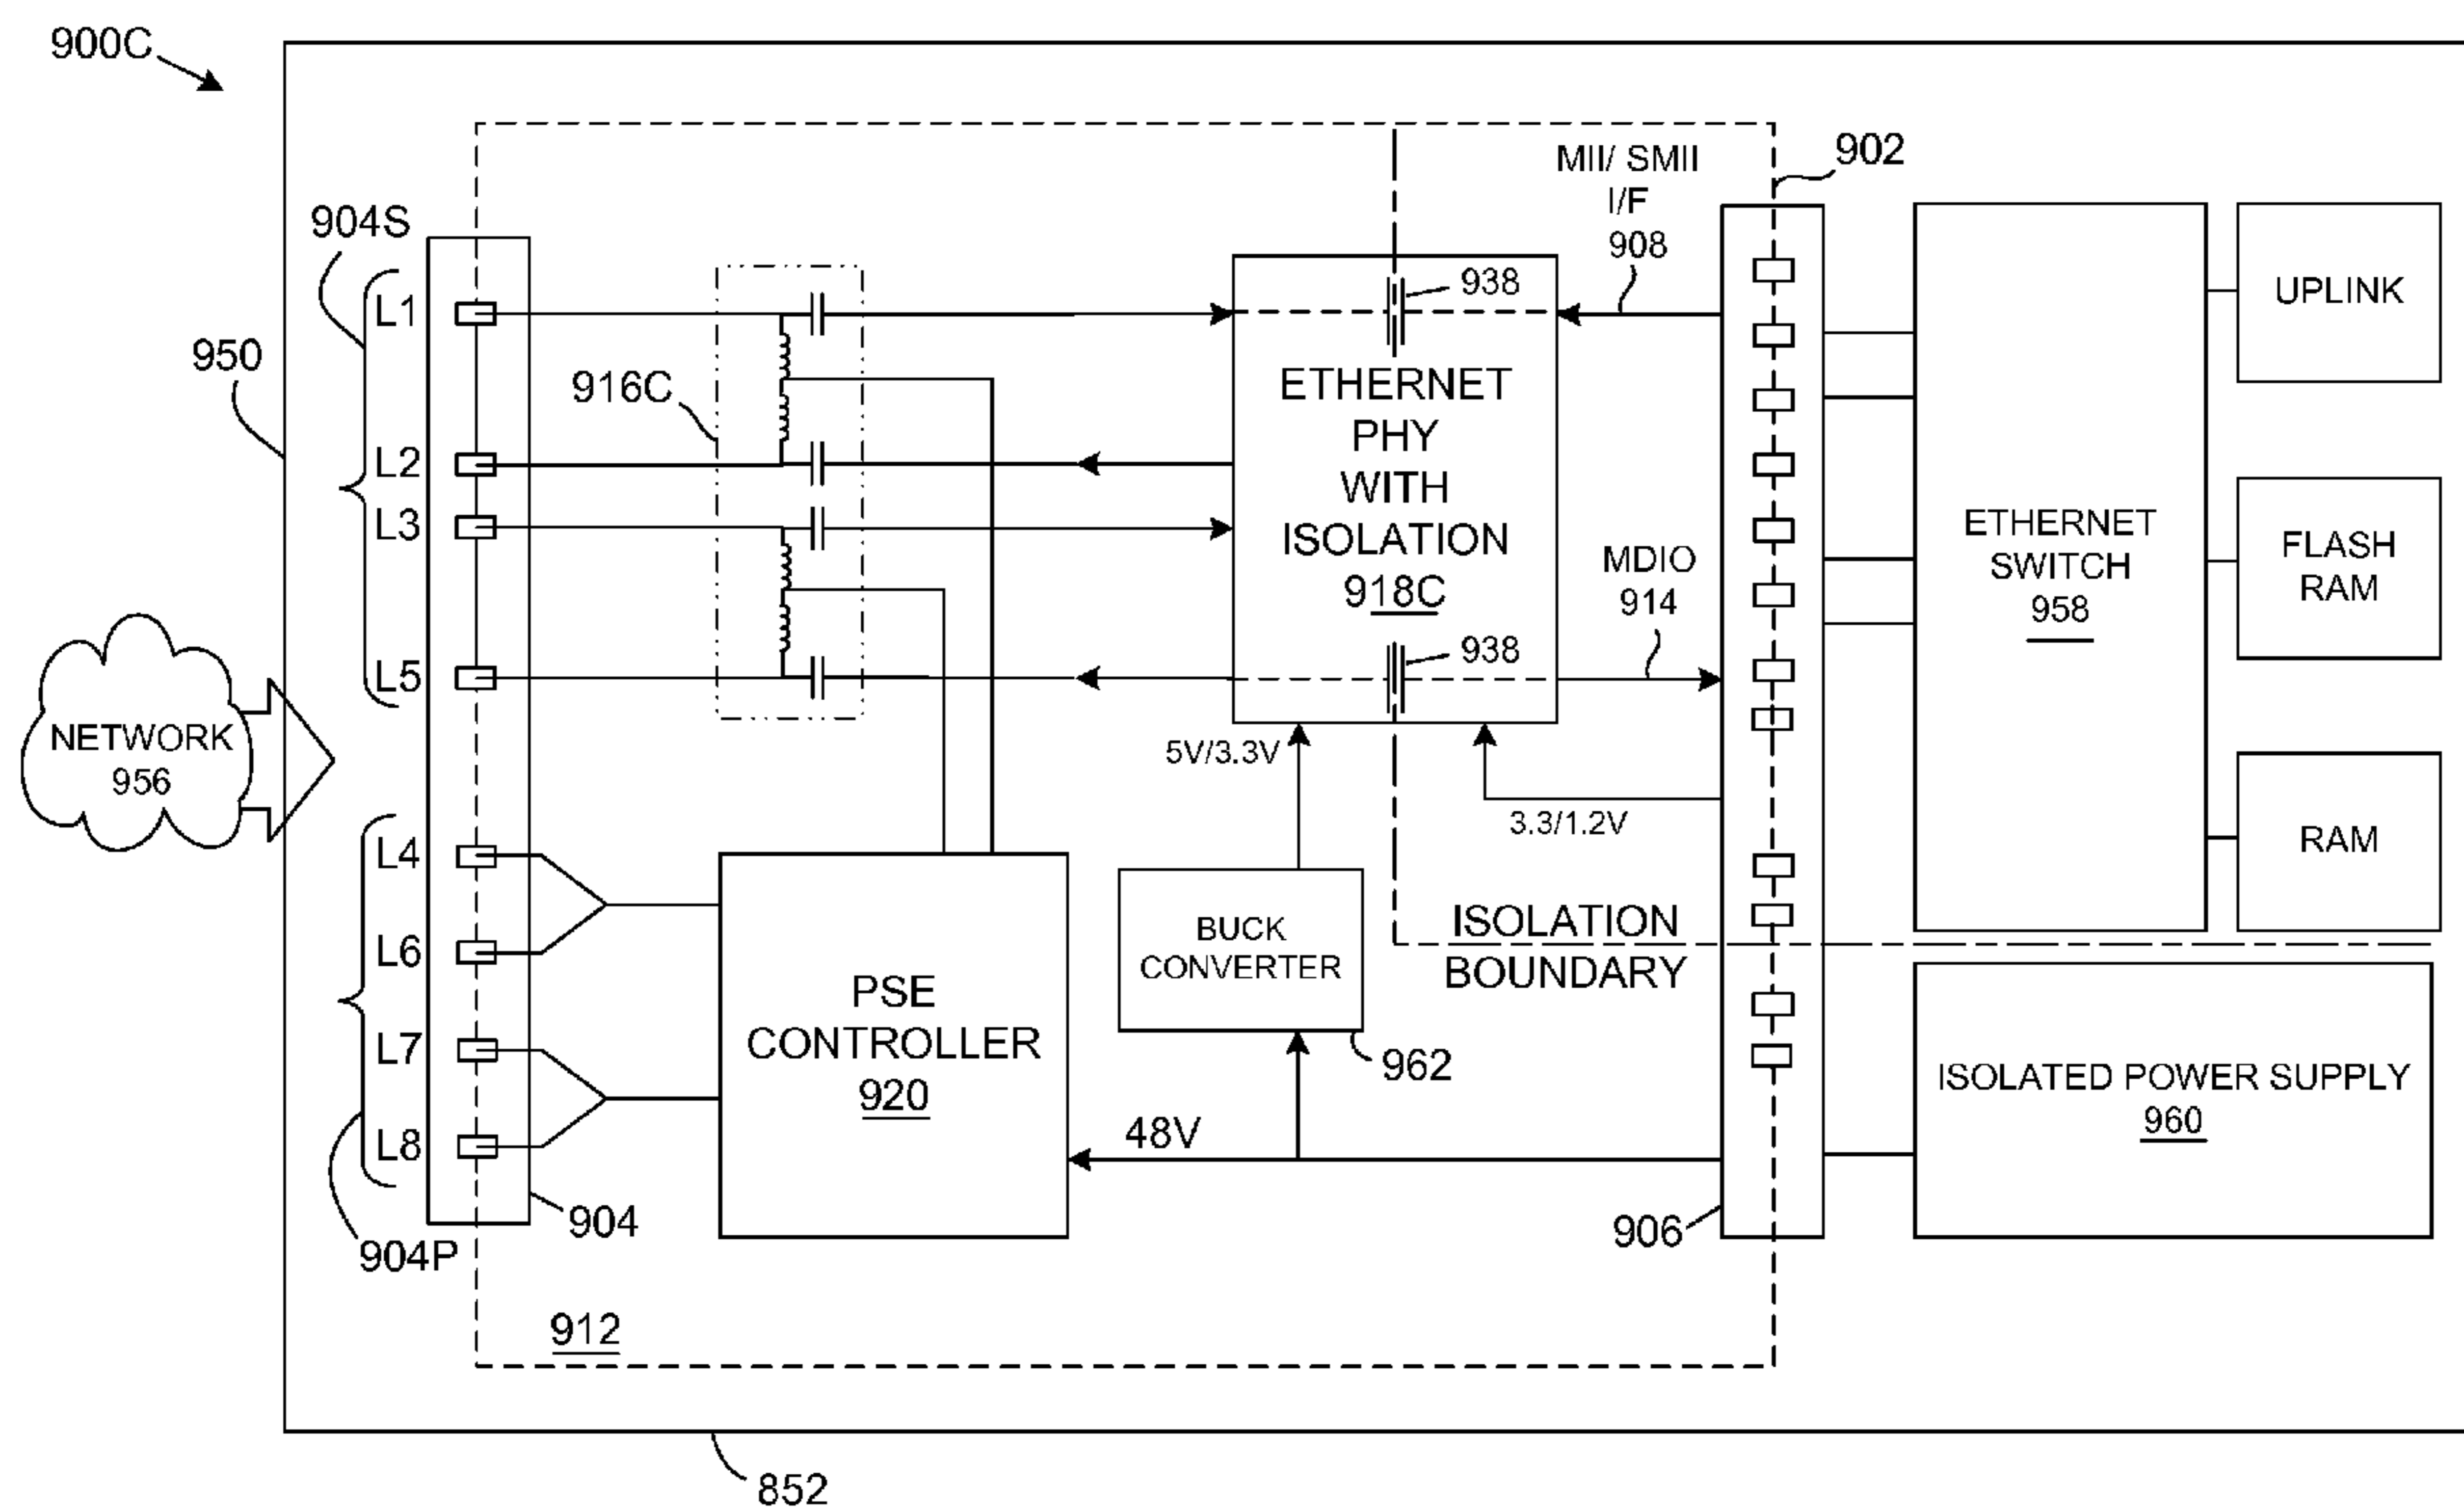 900C
902
MII/ SMII
I/F
908
904S
L1
L2
L3
L5
950
916C
938
ETHERNET
PHY
WITH
ISOLATION
918C
938
MDIO
914
ETHERNET
SWITCH
958
UPLINK
FLASH
RAM
RAM
NETWORK
956
5V/3.3V
3.3/1.2V
L4
L6
L7
L8
PSE
CONTROLLER
920
BUCK
CONVERTER
962
ISOLATION
BOUNDARY
ISOLATED POWER SUPPLY
960
48V
904
904P
906
912
852